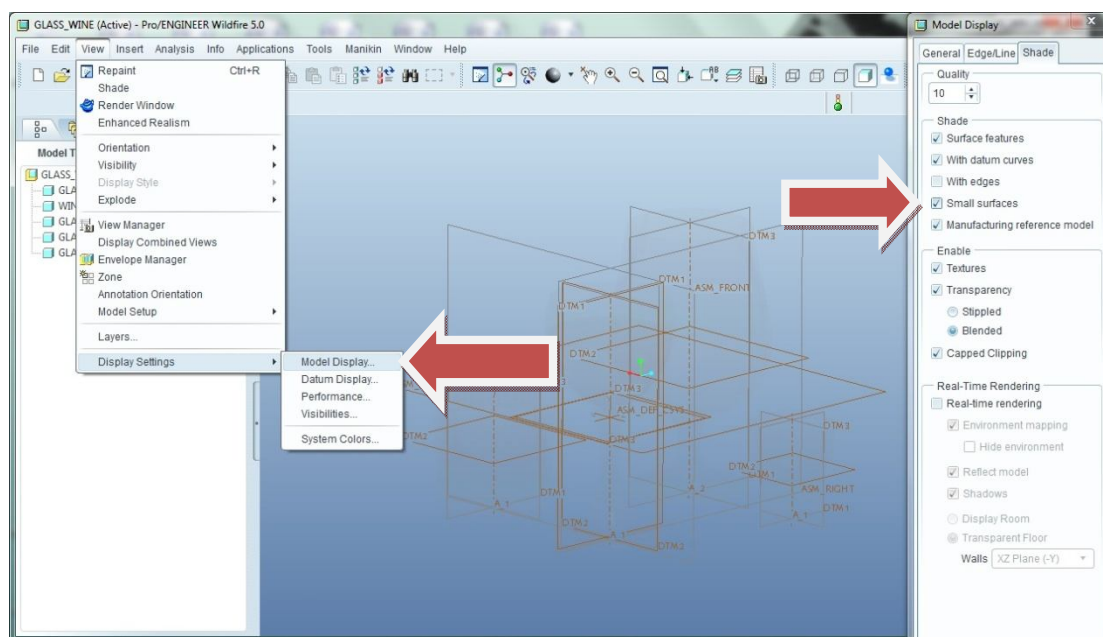 GLASS_WINE (Active) - Pro/ENGINEER Wildfire 5.0
File Edit View Insert Analysis Info Applications Tools Manikin Window Help
Repaint Ctrl+R
Shade
Render Window
Enhanced Realism
Orientation
Visibility
Display Style
Explode
View Manager
Display Combined Views
Envelope Manager
Zone
Annotation Orientation
Model Setup
Layers...
Display Settings
Model Display...
Datum Display...
Performance...
Visibilities...
System Colors...
Model T
GLASS_
GLA
WIN
GLA
GLA
GLA
DTM3
DTM1
ASM_FRONT
DTM1
DTM2
DTM3
ASM_DEF_CSYS
DTM3
DTM2
DTM3
DTM2
DTM1
ASM_RIGHT
DTM1
A_1
DTM1
A_2
A_1
DTM2
A_1
DTM2
Model Display
General Edge/Line Shade
Quality
10
Shade
Surface features
With datum curves
With edges
Small surfaces
Manufacturing reference model
Enable
Textures
Transparency
Stippled
Blended
Capped Clipping
Real-Time Rendering
Real-time rendering
Environment mapping
Hide environment
Reflect model
Shadows
Display Room
Transparent Floor
Walls XZ Plane (-Y)